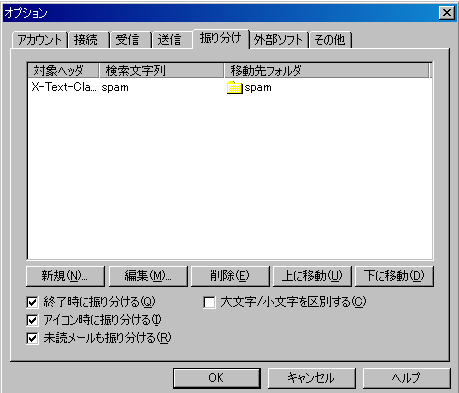 オプション
アカウント 接続 受信 送信 振り分け 外部ソフト その他
対象ヘッダ 検索文字列 移動先フォルダ
X-Text-Cla... spam spam
新規(N)... 編集(M)... 削除(E) 上に移動(U) 下に移動(D)
終了時に振り分ける(Q) 大文字/小文字を区別する(C)
アイコン時に振り分ける(I)
未読メールも振り分ける(R)
OK キャンセル ヘルプ